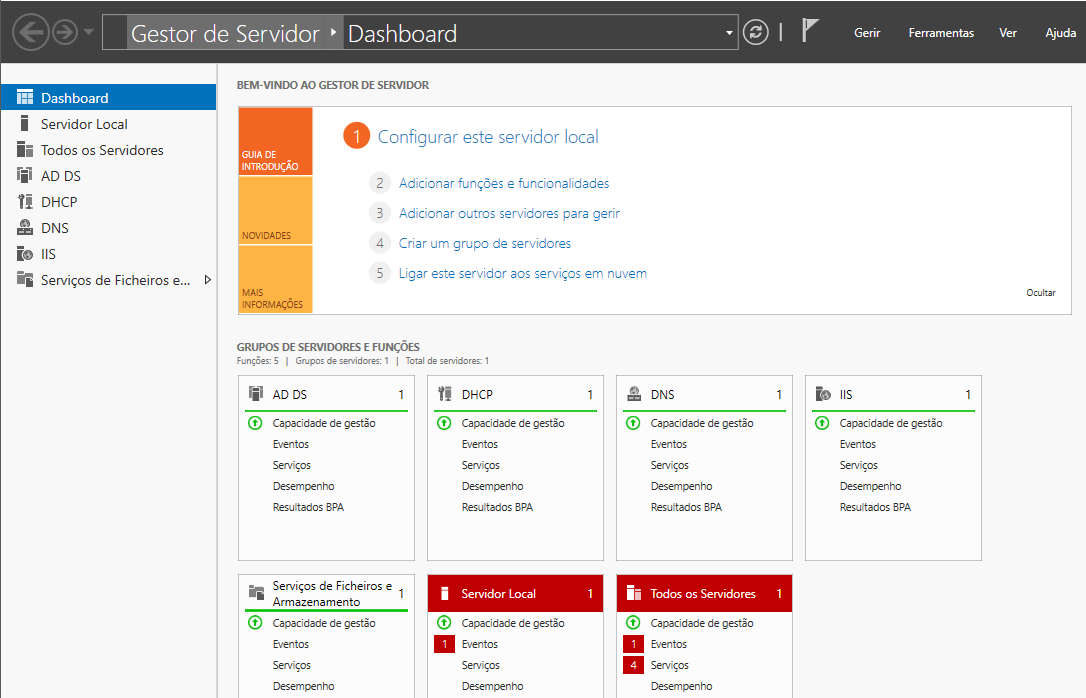 Gestor de Servidor ‣ Dashboard
Gerir Ferramentas Ver Ajuda
Dashboard
Servidor Local
Todos os Servidores
AD DS
DHCP
DNS
IIS
Serviços de Ficheiros e...
BEM-VINDO AO GESTOR DE SERVIDOR
GUIA DE
INTRODUÇÃO
NOVIDADES
MAIS
INFORMAÇÕES
1 Configurar este servidor local
2 Adicionar funções e funcionalidades
3 Adicionar outros servidores para gerir
4 Criar um grupo de servidores
5 Ligar este servidor aos serviços em nuvem
Ocultar
GRUPOS DE SERVIDORES E FUNÇÕES
Funções: 5 | Grupos de servidores: 1 | Total de servidores: 1
AD DS 1
Capacidade de gestão
Eventos
Serviços
Desempenho
Resultados BPA
DHCP 1
Capacidade de gestão
Eventos
Serviços
Desempenho
Resultados BPA
DNS 1
Capacidade de gestão
Eventos
Serviços
Desempenho
Resultados BPA
IIS 1
Capacidade de gestão
Eventos
Serviços
Desempenho
Resultados BPA
Serviços de Ficheiros e
Armazenamento 1
Capacidade de gestão
Eventos
Serviços
Desempenho
Servidor Local 1
Capacidade de gestão
1 Eventos
Serviços
Desempenho
Todos os Servidores 1
Capacidade de gestão
1 Eventos
4 Serviços
Desempenho